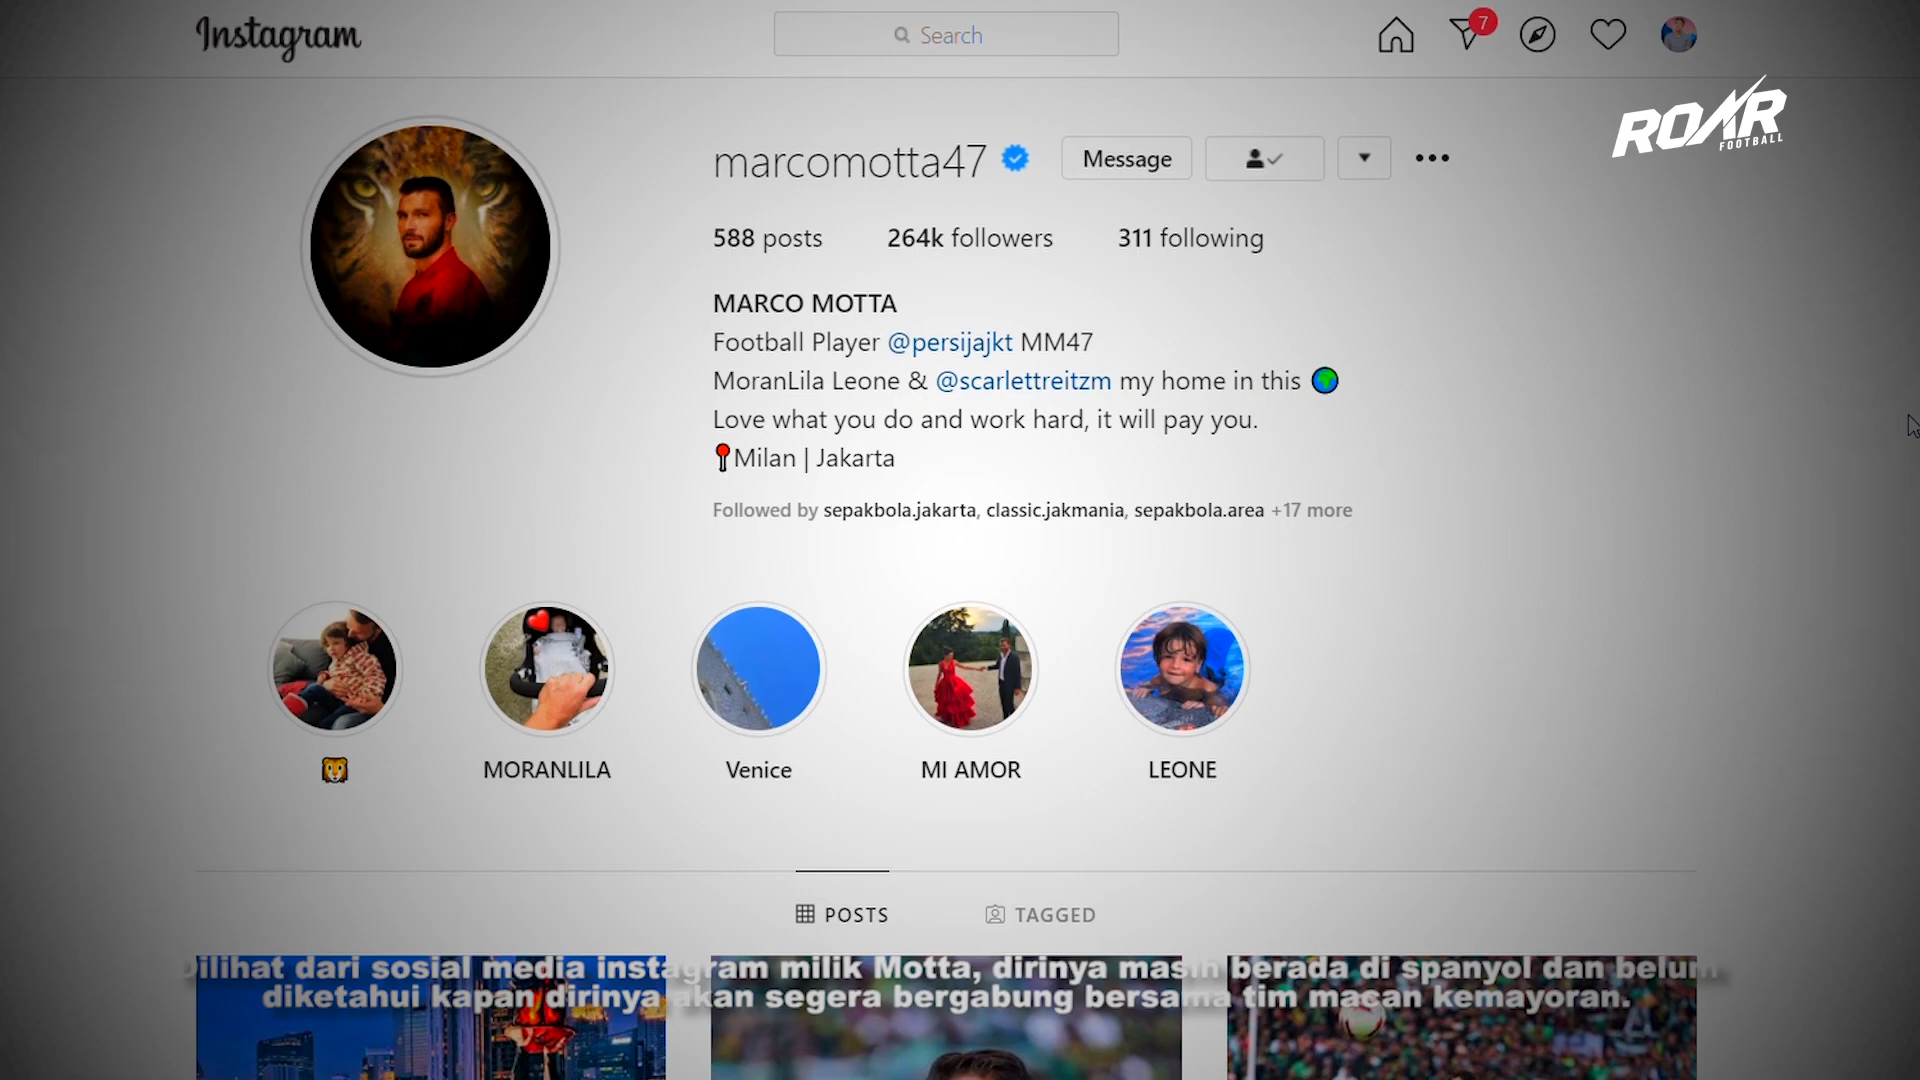 Instagram
Search
7
ROAR
FOOTBALL
marcomotta47
Message
588 posts 264k followers 311 following
MARCO MOTTA
Football Player @persijajkt MM47
MoranLila Leone & @scarlettreitzm my home in this 🌍
Love what you do and work hard, it will pay you.
📍Milan | Jakarta
Followed by sepakbola.jakarta, classic.jakmania, sepakbola.area +17 more
🐯 MORANLILA Venice MI AMOR LEONE
POSTS TAGGED
Dilihat dari sosial media instagram milik Motta, dirinya masih berada di spanyol dan belum
diketahui kapan dirinya akan segera bergabung bersama tim macan kemayoran.